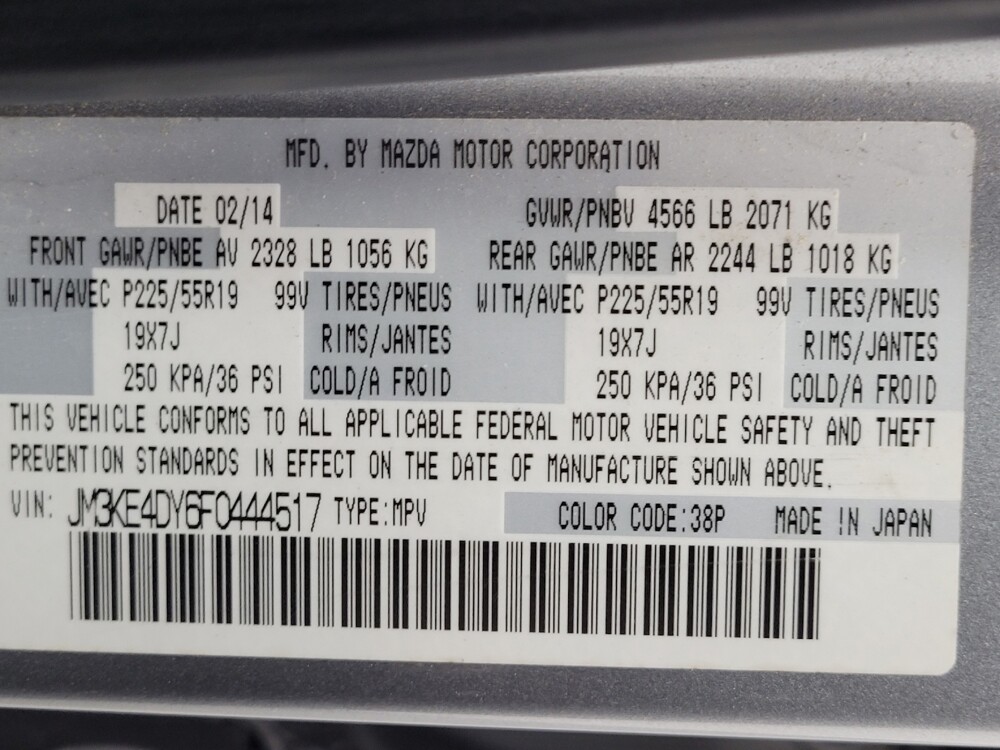 MFD. BY MAZDA MOTOR CORPORATION
DATE 02/14 GVWR/PNBV 4566 LB 2071 KG
FRONT GAWR/PNBE AV 2328 LB 1056 KG REAR GAWR/PNBE AR 2244 LB 1018 KG
WITH/AVEC P225/55R19 99V TIRES/PNEUS WITH/AVEC P225/55R19 99V TIRES/PNEUS
19X7J RIMS/JANTES 19X7J RIMS/JANTES
250 KPA/36 PSI COLD/A FROID 250 KPA/36 PSI COLD/A FROID
THIS VEHICLE CONFORMS TO ALL APPLICABLE FEDERAL MOTOR VEHICLE SAFETY AND THEFT
PREVENTION STANDARDS IN EFFECT ON THE DATE OF MANUFACTURE SHOWN ABOVE.
VIN: JM3KE4DY6F0444517 TYPE:MPV COLOR CODE:38P MADE IN JAPAN